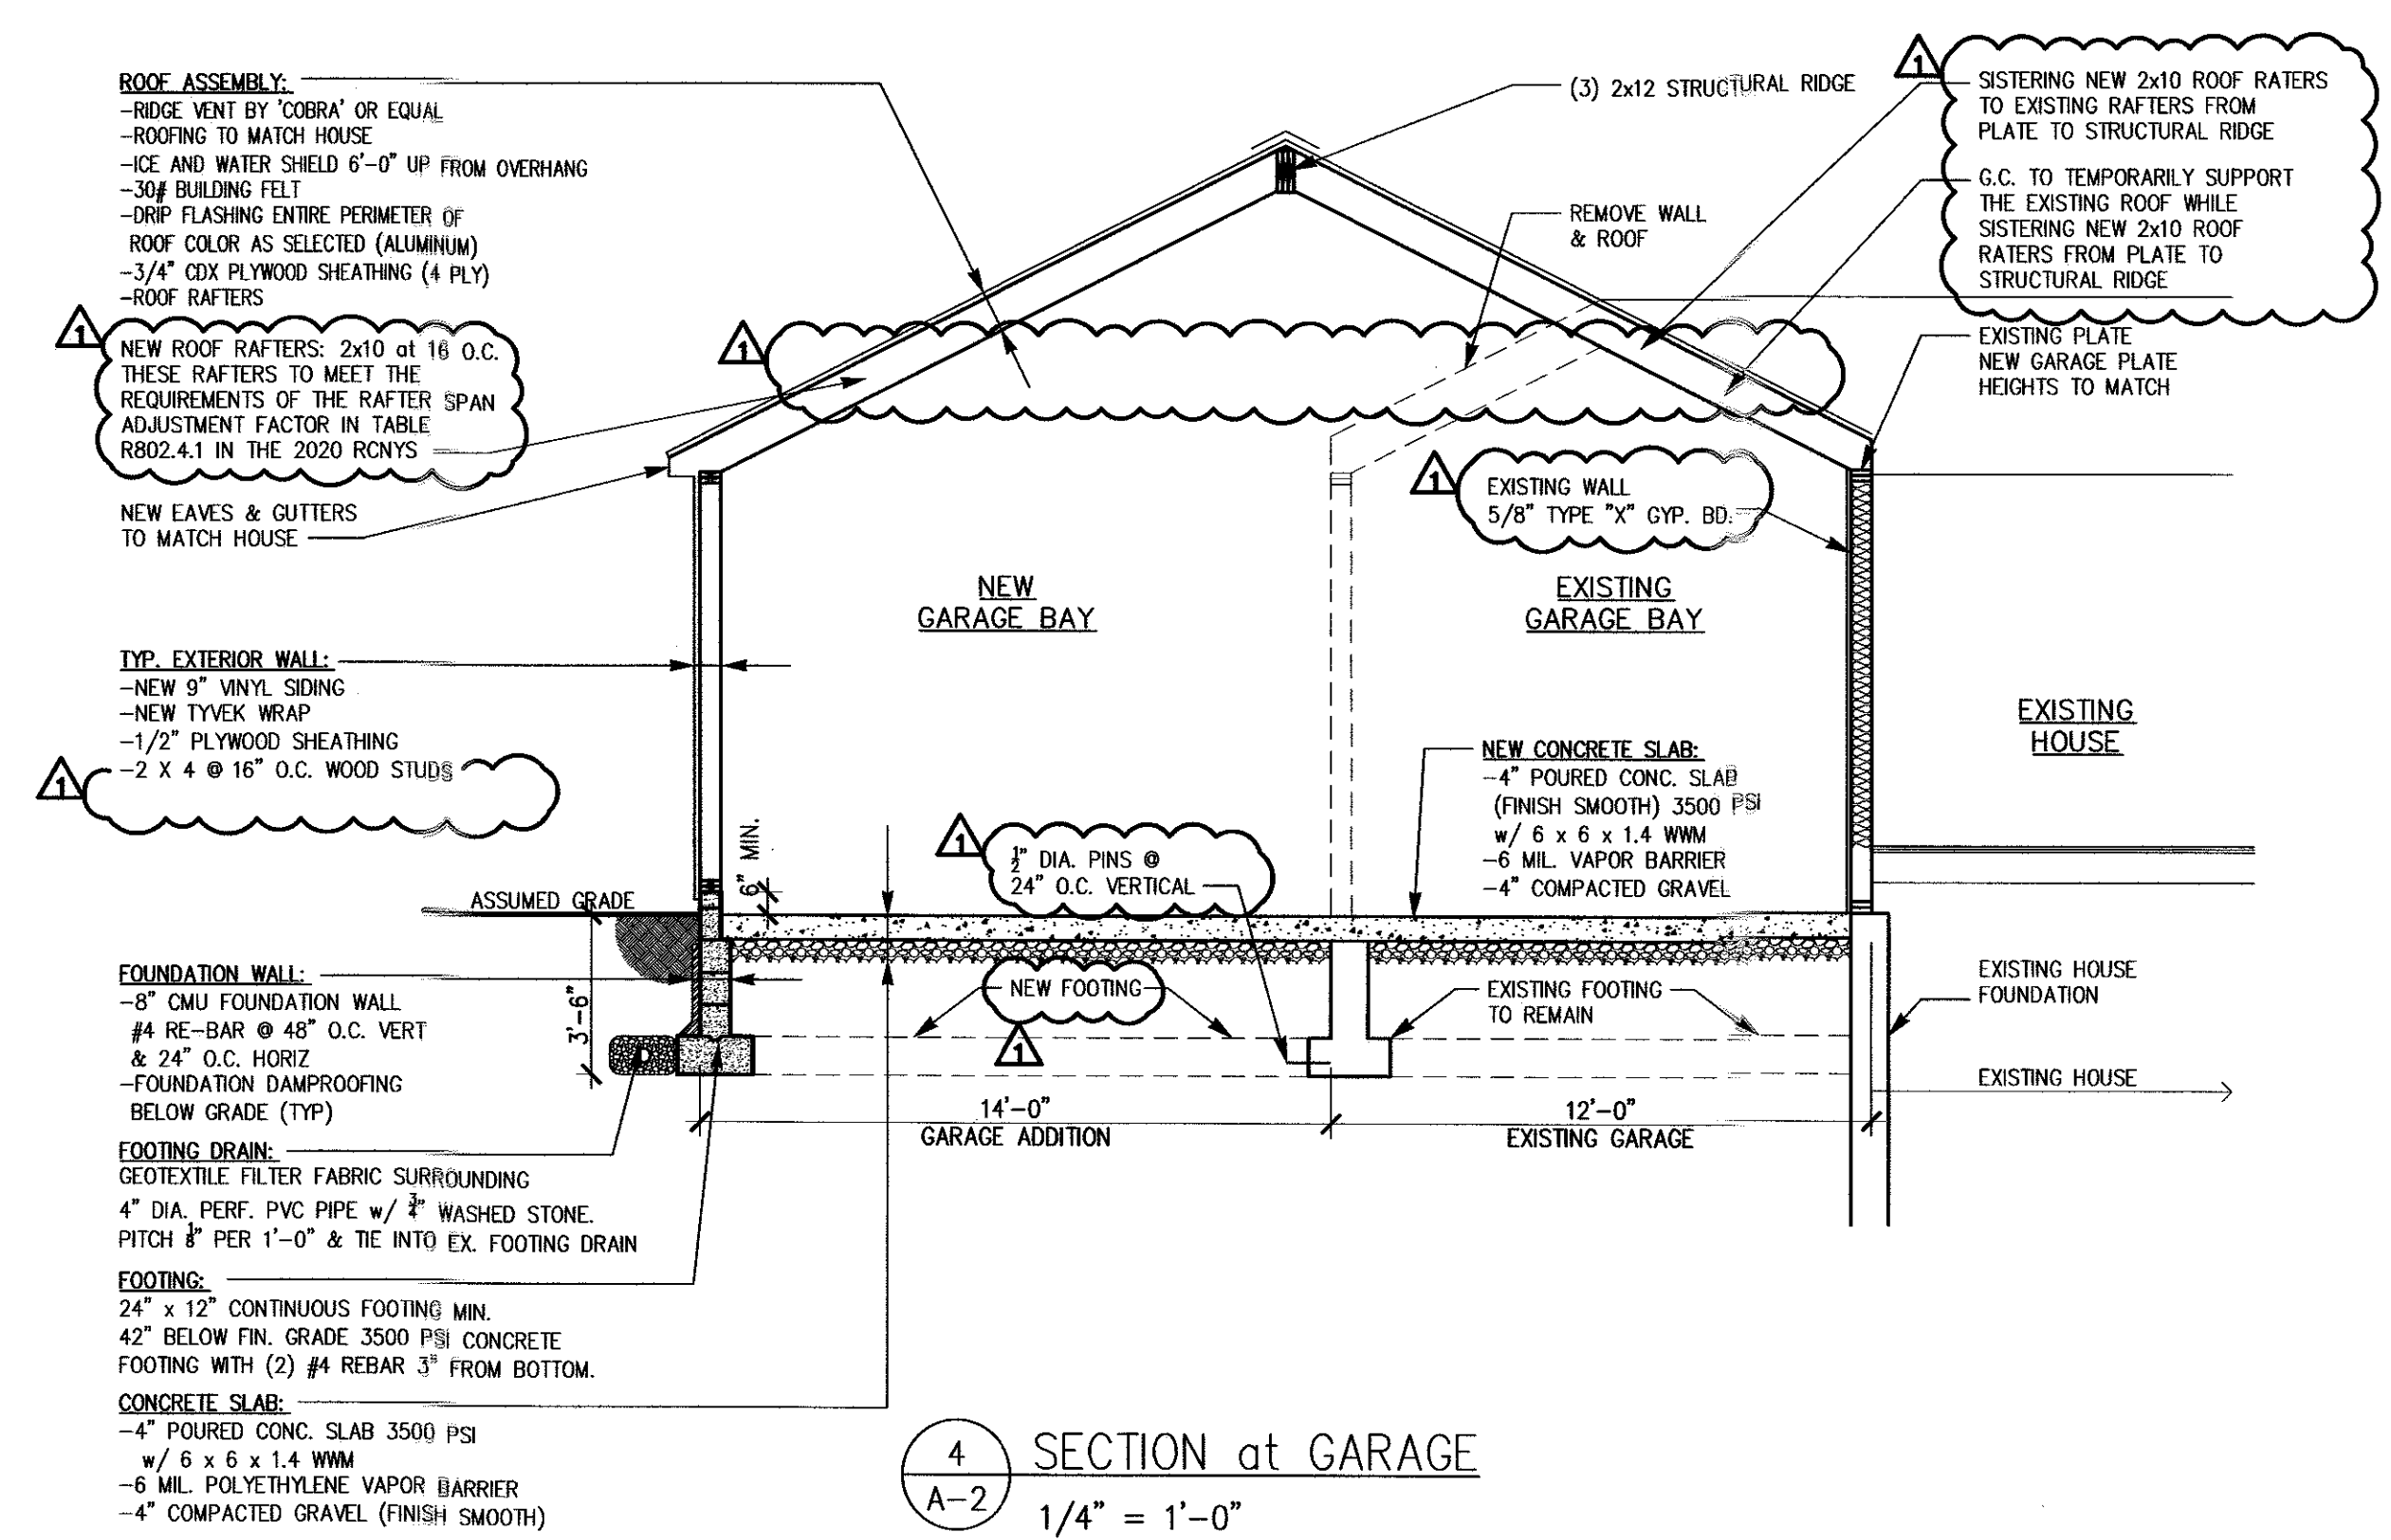 ROOF ASSEMBLY:
-RIDGE VENT BY 'COBRA' OR EQUAL
-ROOFING TO MATCH HOUSE
-ICE AND WATER SHIELD 6'-0" UP FROM OVERHANG
-30# BUILDING FELT
-DRIP FLASHING ENTIRE PERIMETER OF
ROOF COLOR AS SELECTED (ALUMINUM)
-3/4" CDX PLYWOOD SHEATHING (4 PLY)
-ROOF RAFTERS
1
NEW ROOF RAFTERS: 2x10 at 16 O.C.
THESE RAFTERS TO MEET THE
REQUIREMENTS OF THE RAFTER SPAN
ADJUSTMENT FACTOR IN TABLE
R802.4.1 IN THE 2020 RCNYS
NEW EAVES & GUTTERS
TO MATCH HOUSE
TYP. EXTERIOR WALL:
-NEW 9" VINYL SIDING
-NEW TYVEK WRAP
-1/2" PLYWOOD SHEATHING
-2 X 4 @ 16" O.C. WOOD STUDS
1
ASSUMED GRADE
6" MIN.
3'-6"
FOUNDATION WALL:
-8" CMU FOUNDATION WALL
#4 RE-BAR @ 48" O.C. VERT
& 24" O.C. HORIZ
-FOUNDATION DAMPROOFING
BELOW GRADE (TYP)
FOOTING DRAIN:
GEOTEXTILE FILTER FABRIC SURROUNDING
4" DIA. PERF. PVC PIPE w/ 3/4" WASHED STONE.
PITCH 1/8" PER 1'-0" & TIE INTO EX. FOOTING DRAIN
FOOTING:
24" x 12" CONTINUOUS FOOTING MIN.
42" BELOW FIN. GRADE 3500 PSI CONCRETE
FOOTING WITH (2) #4 REBAR 3" FROM BOTTOM.
CONCRETE SLAB:
-4" POURED CONC. SLAB 3500 PSI
w/ 6 x 6 x 1.4 WWM
-6 MIL. POLYETHYLENE VAPOR BARRIER
-4" COMPACTED GRAVEL (FINISH SMOOTH)
(3) 2x12 STRUCTURAL RIDGE
REMOVE WALL
& ROOF
1
1
SISTERING NEW 2x10 ROOF RATERS
TO EXISTING RAFTERS FROM
PLATE TO STRUCTURAL RIDGE
G.C. TO TEMPORARILY SUPPORT
THE EXISTING ROOF WHILE
SISTERING NEW 2x10 ROOF
RATERS FROM PLATE TO
STRUCTURAL RIDGE
EXISTING PLATE
NEW GARAGE PLATE
HEIGHTS TO MATCH
1
EXISTING WALL
5/8" TYPE "X" GYP. BD.
NEW
GARAGE BAY
EXISTING
GARAGE BAY
EXISTING
HOUSE
NEW CONCRETE SLAB:
-4" POURED CONC. SLAB
(FINISH SMOOTH) 3500 PSI
w/ 6 x 6 x 1.4 WWM
-6 MIL. VAPOR BARRIER
-4" COMPACTED GRAVEL
1
1/2" DIA. PINS @
24" O.C. VERTICAL
NEW FOOTING
1
EXISTING FOOTING
TO REMAIN
EXISTING HOUSE
FOUNDATION
EXISTING HOUSE
14'-0"
GARAGE ADDITION
12'-0"
EXISTING GARAGE
4
A-2
SECTION at GARAGE
1/4" = 1'-0"